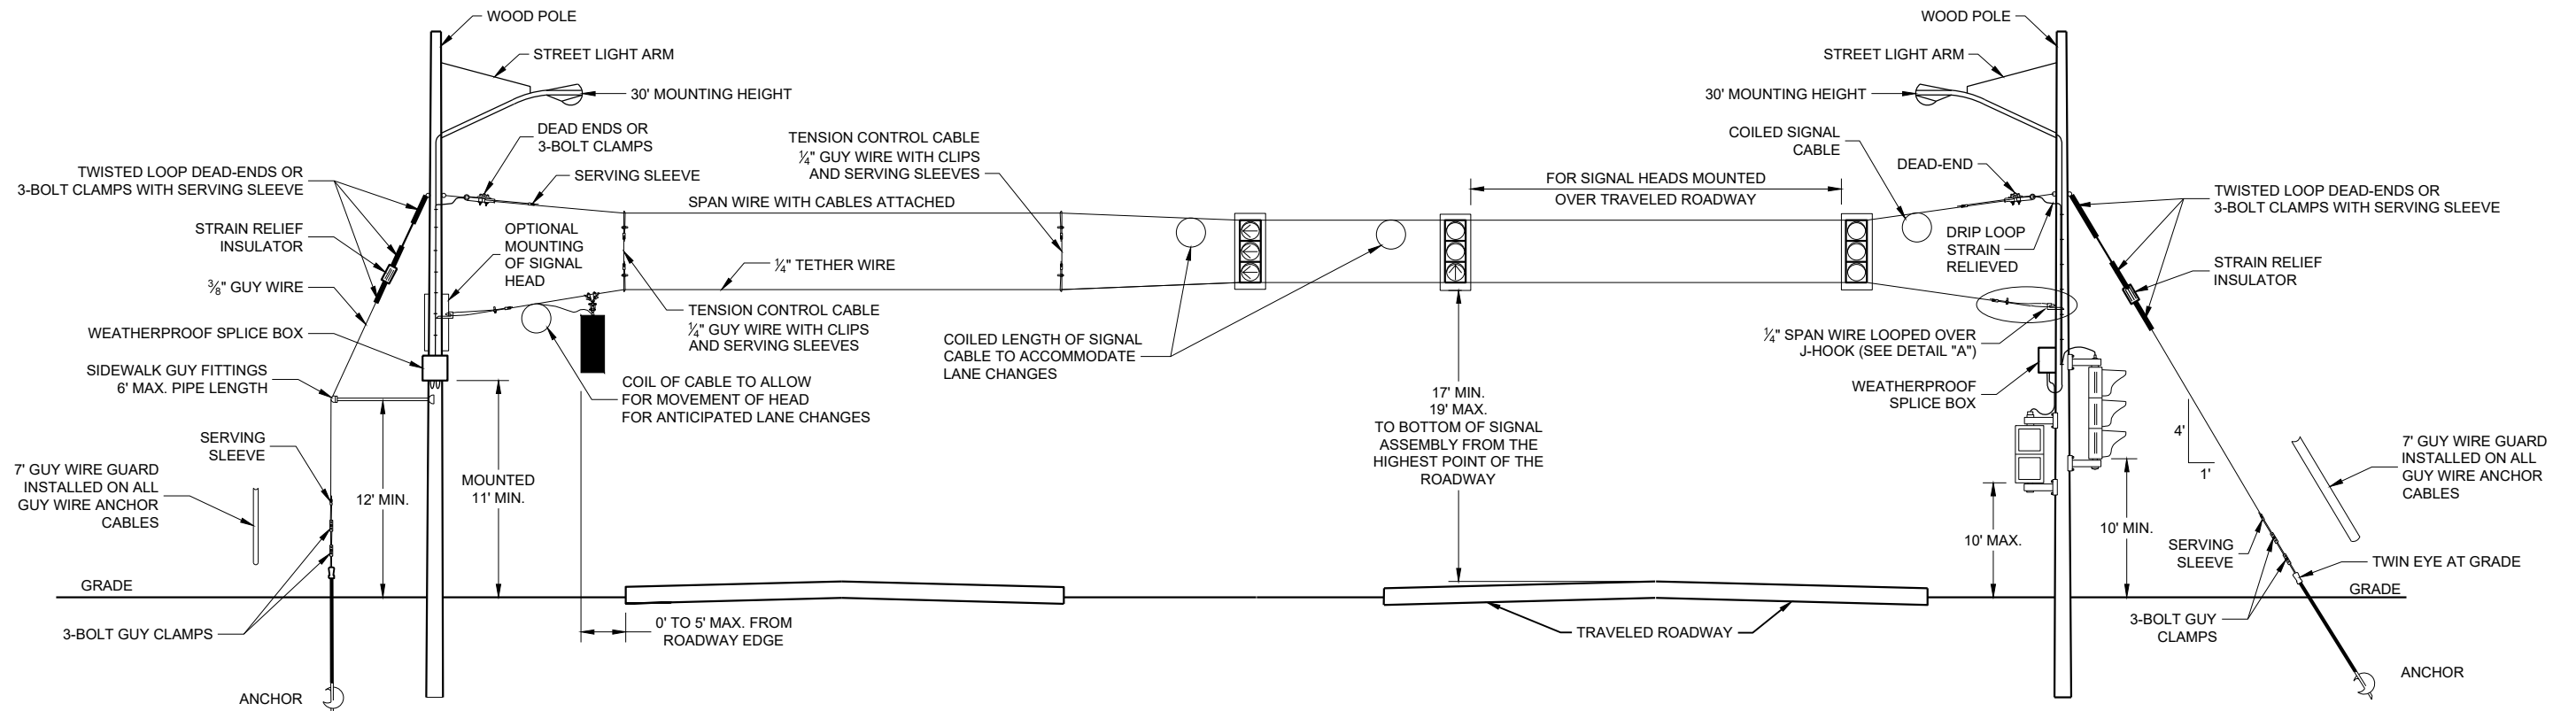 WOOD POLE
STREET LIGHT ARM
30' MOUNTING HEIGHT
DEAD ENDS OR
3-BOLT CLAMPS
TWISTED LOOP DEAD-ENDS OR
3-BOLT CLAMPS WITH SERVING SLEEVE
SERVING SLEEVE
SPAN WIRE WITH CABLES ATTACHED
TENSION CONTROL CABLE
¼" GUY WIRE WITH CLIPS
AND SERVING SLEEVES
STRAIN RELIEF
INSULATOR
OPTIONAL
MOUNTING
OF SIGNAL
HEAD
¼" TETHER WIRE
⅜" GUY WIRE
WEATHERPROOF SPLICE BOX
TENSION CONTROL CABLE
¼" GUY WIRE WITH CLIPS
AND SERVING SLEEVES
SIDEWALK GUY FITTINGS
6' MAX. PIPE LENGTH
COIL OF CABLE TO ALLOW
FOR MOVEMENT OF HEAD
FOR ANTICIPATED LANE CHANGES
COILED LENGTH OF SIGNAL
CABLE TO ACCOMMODATE
LANE CHANGES
SERVING
SLEEVE
7' GUY WIRE GUARD
INSTALLED ON ALL
GUY WIRE ANCHOR
CABLES
12' MIN.
MOUNTED
11' MIN.
GRADE
3-BOLT GUY CLAMPS
0' TO 5' MAX. FROM
ROADWAY EDGE
ANCHOR
17' MIN.
19' MAX.
TO BOTTOM OF SIGNAL
ASSEMBLY FROM THE
HIGHEST POINT OF THE
ROADWAY
TRAVELED ROADWAY
WOOD POLE
STREET LIGHT ARM
30' MOUNTING HEIGHT
COILED SIGNAL
CABLE
DEAD-END
FOR SIGNAL HEADS MOUNTED
OVER TRAVELED ROADWAY
TWISTED LOOP DEAD-ENDS OR
3-BOLT CLAMPS WITH SERVING SLEEVE
DRIP LOOP
STRAIN
RELIEVED
STRAIN RELIEF
INSULATOR
¼" SPAN WIRE LOOPED OVER
J-HOOK (SEE DETAIL "A")
WEATHERPROOF
SPLICE BOX
4'
1'
7' GUY WIRE GUARD
INSTALLED ON ALL
GUY WIRE ANCHOR
CABLES
10' MAX.
10' MIN.
SERVING
SLEEVE
TWIN EYE AT GRADE
GRADE
3-BOLT GUY
CLAMPS
ANCHOR